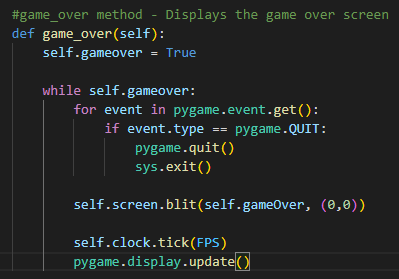 #game_over method - Displays the game over screen
def game_over(self):
    self.gameover = True

    while self.gameover:
        for event in pygame.event.get():
            if event.type == pygame.QUIT:
                pygame.quit()
                sys.exit()

        self.screen.blit(self.gameOver, (0,0))

        self.clock.tick(FPS)
        pygame.display.update()